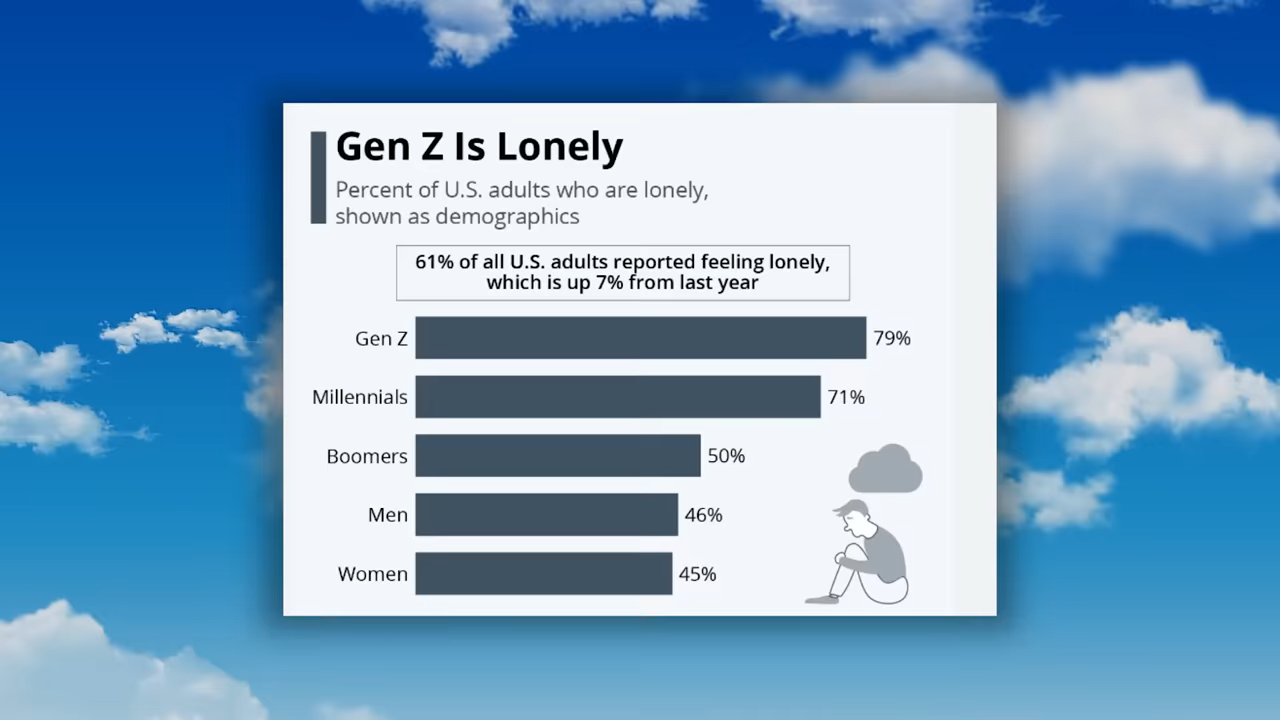 Gen Z Is Lonely
Percent of U.S. adults who are lonely,
shown as demographics
61% of all U.S. adults reported feeling lonely,
which is up 7% from last year
Gen Z 79%
Millennials 71%
Boomers 50%
Men 46%
Women 45%